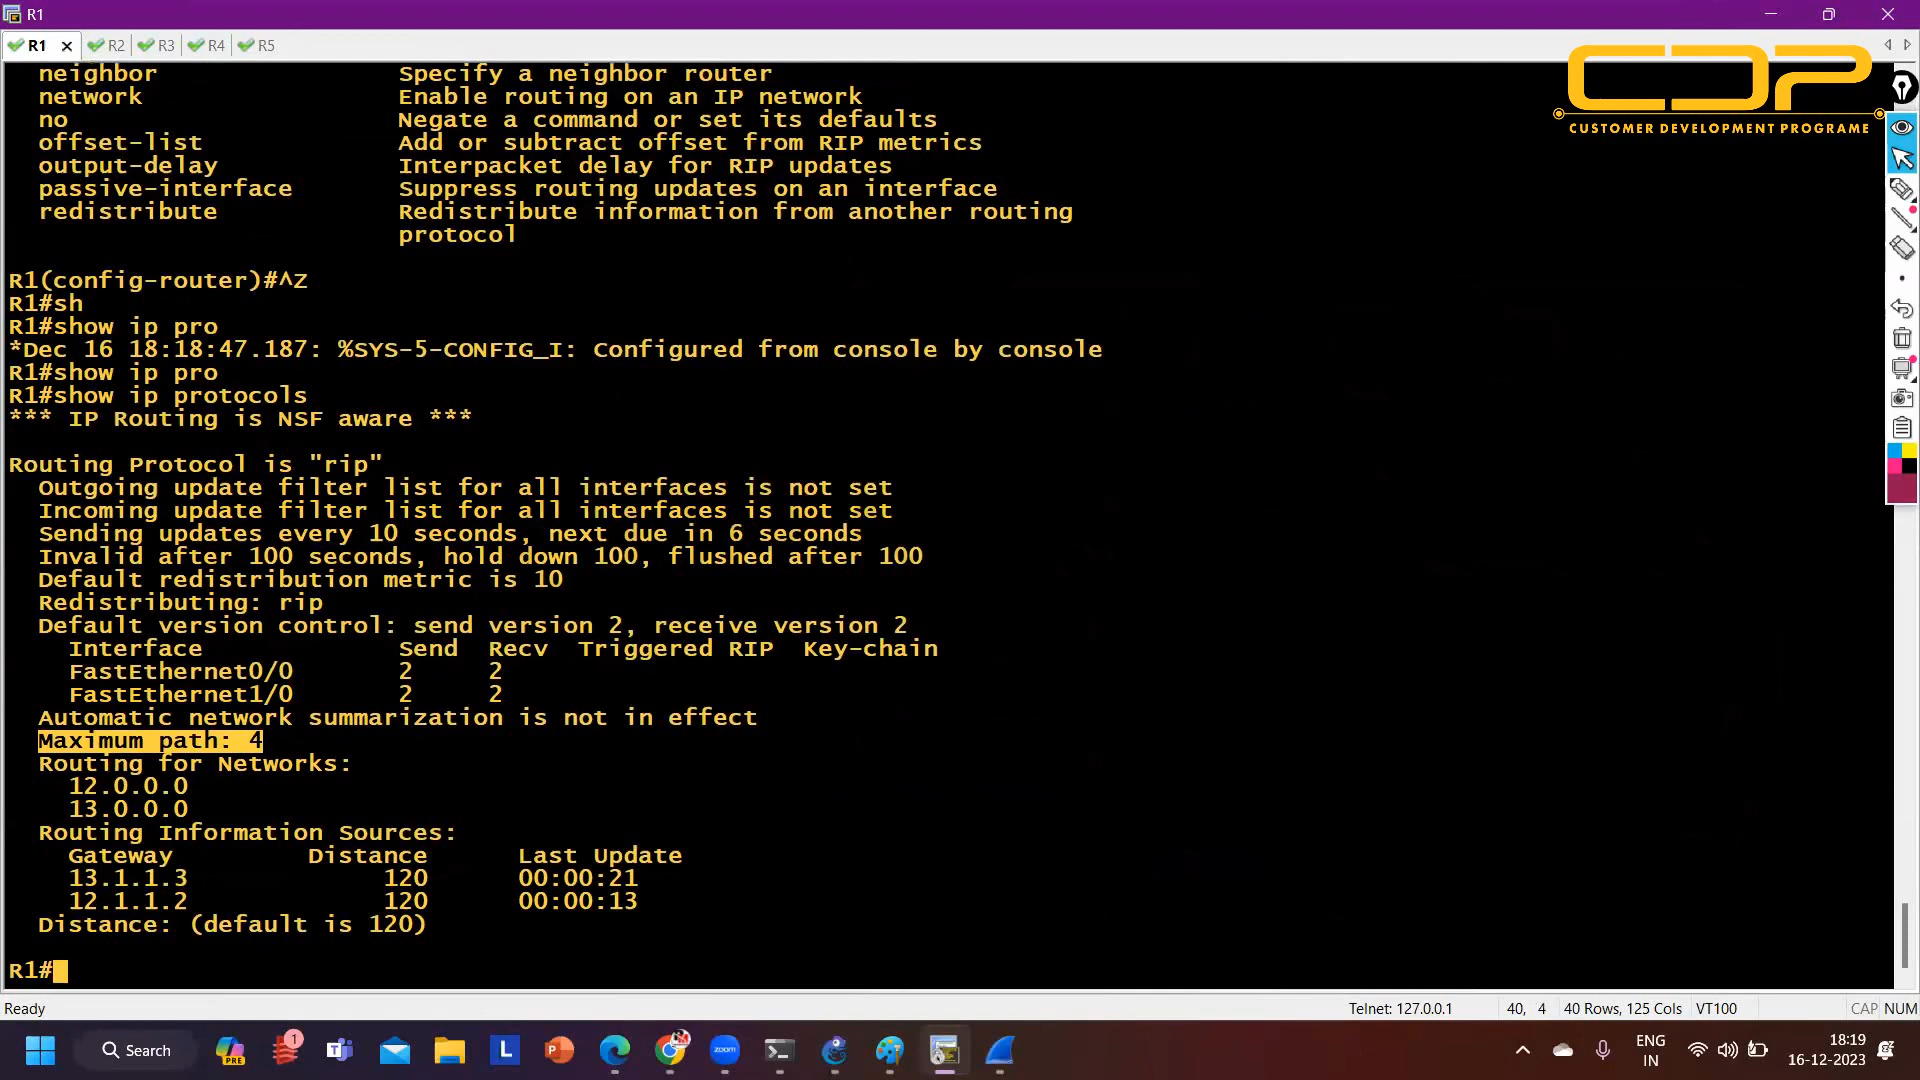 R1
R1 R2 R3 R4 R5
neighbor Specify a neighbor router
network Enable routing on an IP network
no Negate a command or set its defaults
offset-list Add or subtract offset from RIP metrics
output-delay Interpacket delay for RIP updates
passive-interface Suppress routing updates on an interface
redistribute Redistribute information from another routing
protocol
CDP
CUSTOMER DEVELOPMENT PROGRAME
R1(config-router)#^Z
R1#sh
R1#show ip pro
*Dec 16 18:18:47.187: %SYS-5-CONFIG_I: Configured from console by console
R1#show ip pro
R1#show ip protocols
*** IP Routing is NSF aware ***
Routing Protocol is "rip"
Outgoing update filter list for all interfaces is not set
Incoming update filter list for all interfaces is not set
Sending updates every 10 seconds, next due in 6 seconds
Invalid after 100 seconds, hold down 100, flushed after 100
Default redistribution metric is 10
Redistributing: rip
Default version control: send version 2, receive version 2
Interface Send Recv Triggered RIP Key-chain
FastEthernet0/0 2 2
FastEthernet1/0 2 2
Automatic network summarization is not in effect
Maximum path: 4
Routing for Networks:
12.0.0.0
13.0.0.0
Routing Information Sources:
Gateway Distance Last Update
13.1.1.3 120 00:00:21
12.1.1.2 120 00:00:13
Distance: (default is 120)
R1#
Ready Telnet: 127.0.0.1 40, 4 40 Rows, 125 Cols VT100 CAP NUM
Search PRE 1 L zoom ENG 18:19
IN 16-12-2023